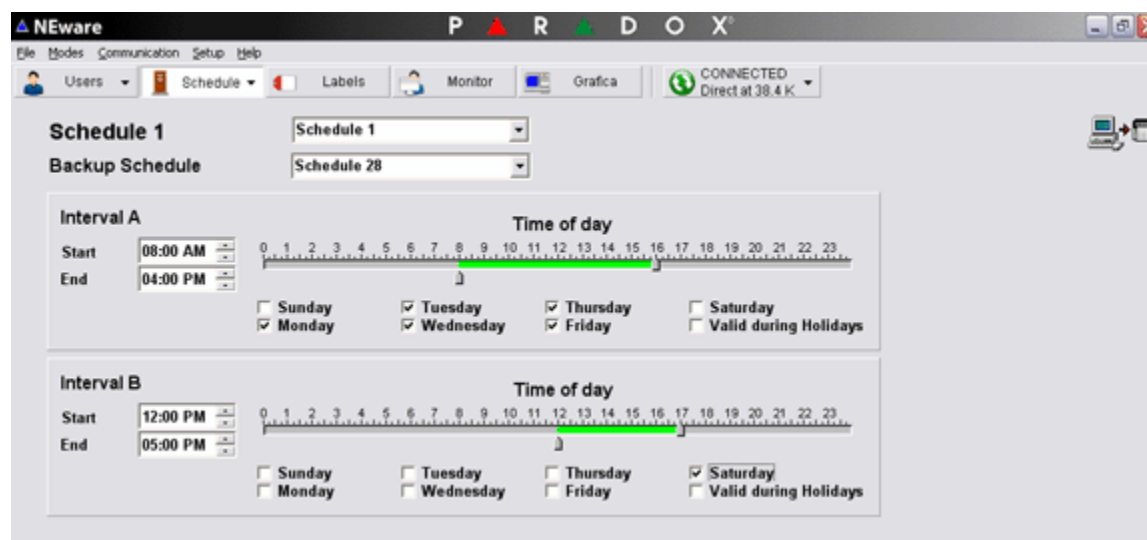 NEware
PARADOX®
File Modes Communication Setup Help
Users Schedule Labels Monitor Grafica CONNECTED
Direct at 38.4 K
Schedule 1 Schedule 1
Backup Schedule Schedule 28
Interval A
Time of day
Start 08:00 AM 0 1 2 3 4 5 6 7 8 9 10 11 12 13 14 15 16 17 18 19 20 21 22 23
End 04:00 PM
Sunday Tuesday Thursday Saturday
Monday Wednesday Friday Valid during Holidays
Interval B
Time of day
Start 12:00 PM 0 1 2 3 4 5 6 7 8 9 10 11 12 13 14 15 16 17 18 19 20 21 22 23
End 05:00 PM
Sunday Tuesday Thursday Saturday
Monday Wednesday Friday Valid during Holidays